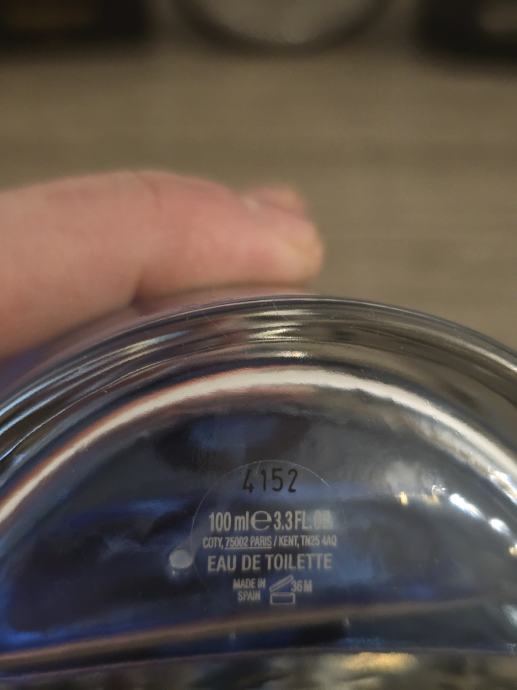 4152
100 ml ℮ 3.3 FL.OZ
COTY, 75002 PARIS / KENT, TN25 4AQ
EAU DE TOILETTE
MADE IN
SPAIN
36 M